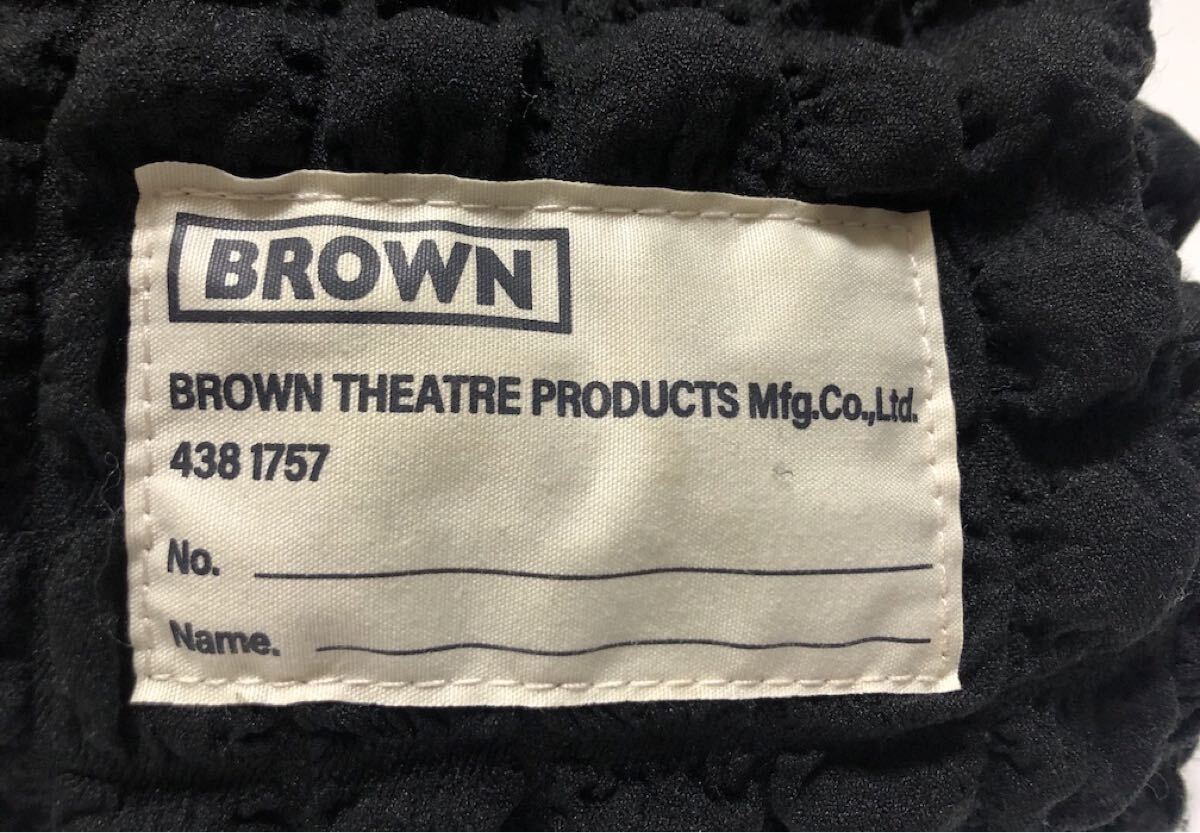 BROWN
BROWN THEATRE PRODUCTS Mfg.Co.,Ltd.
438 1757
No.
Name.